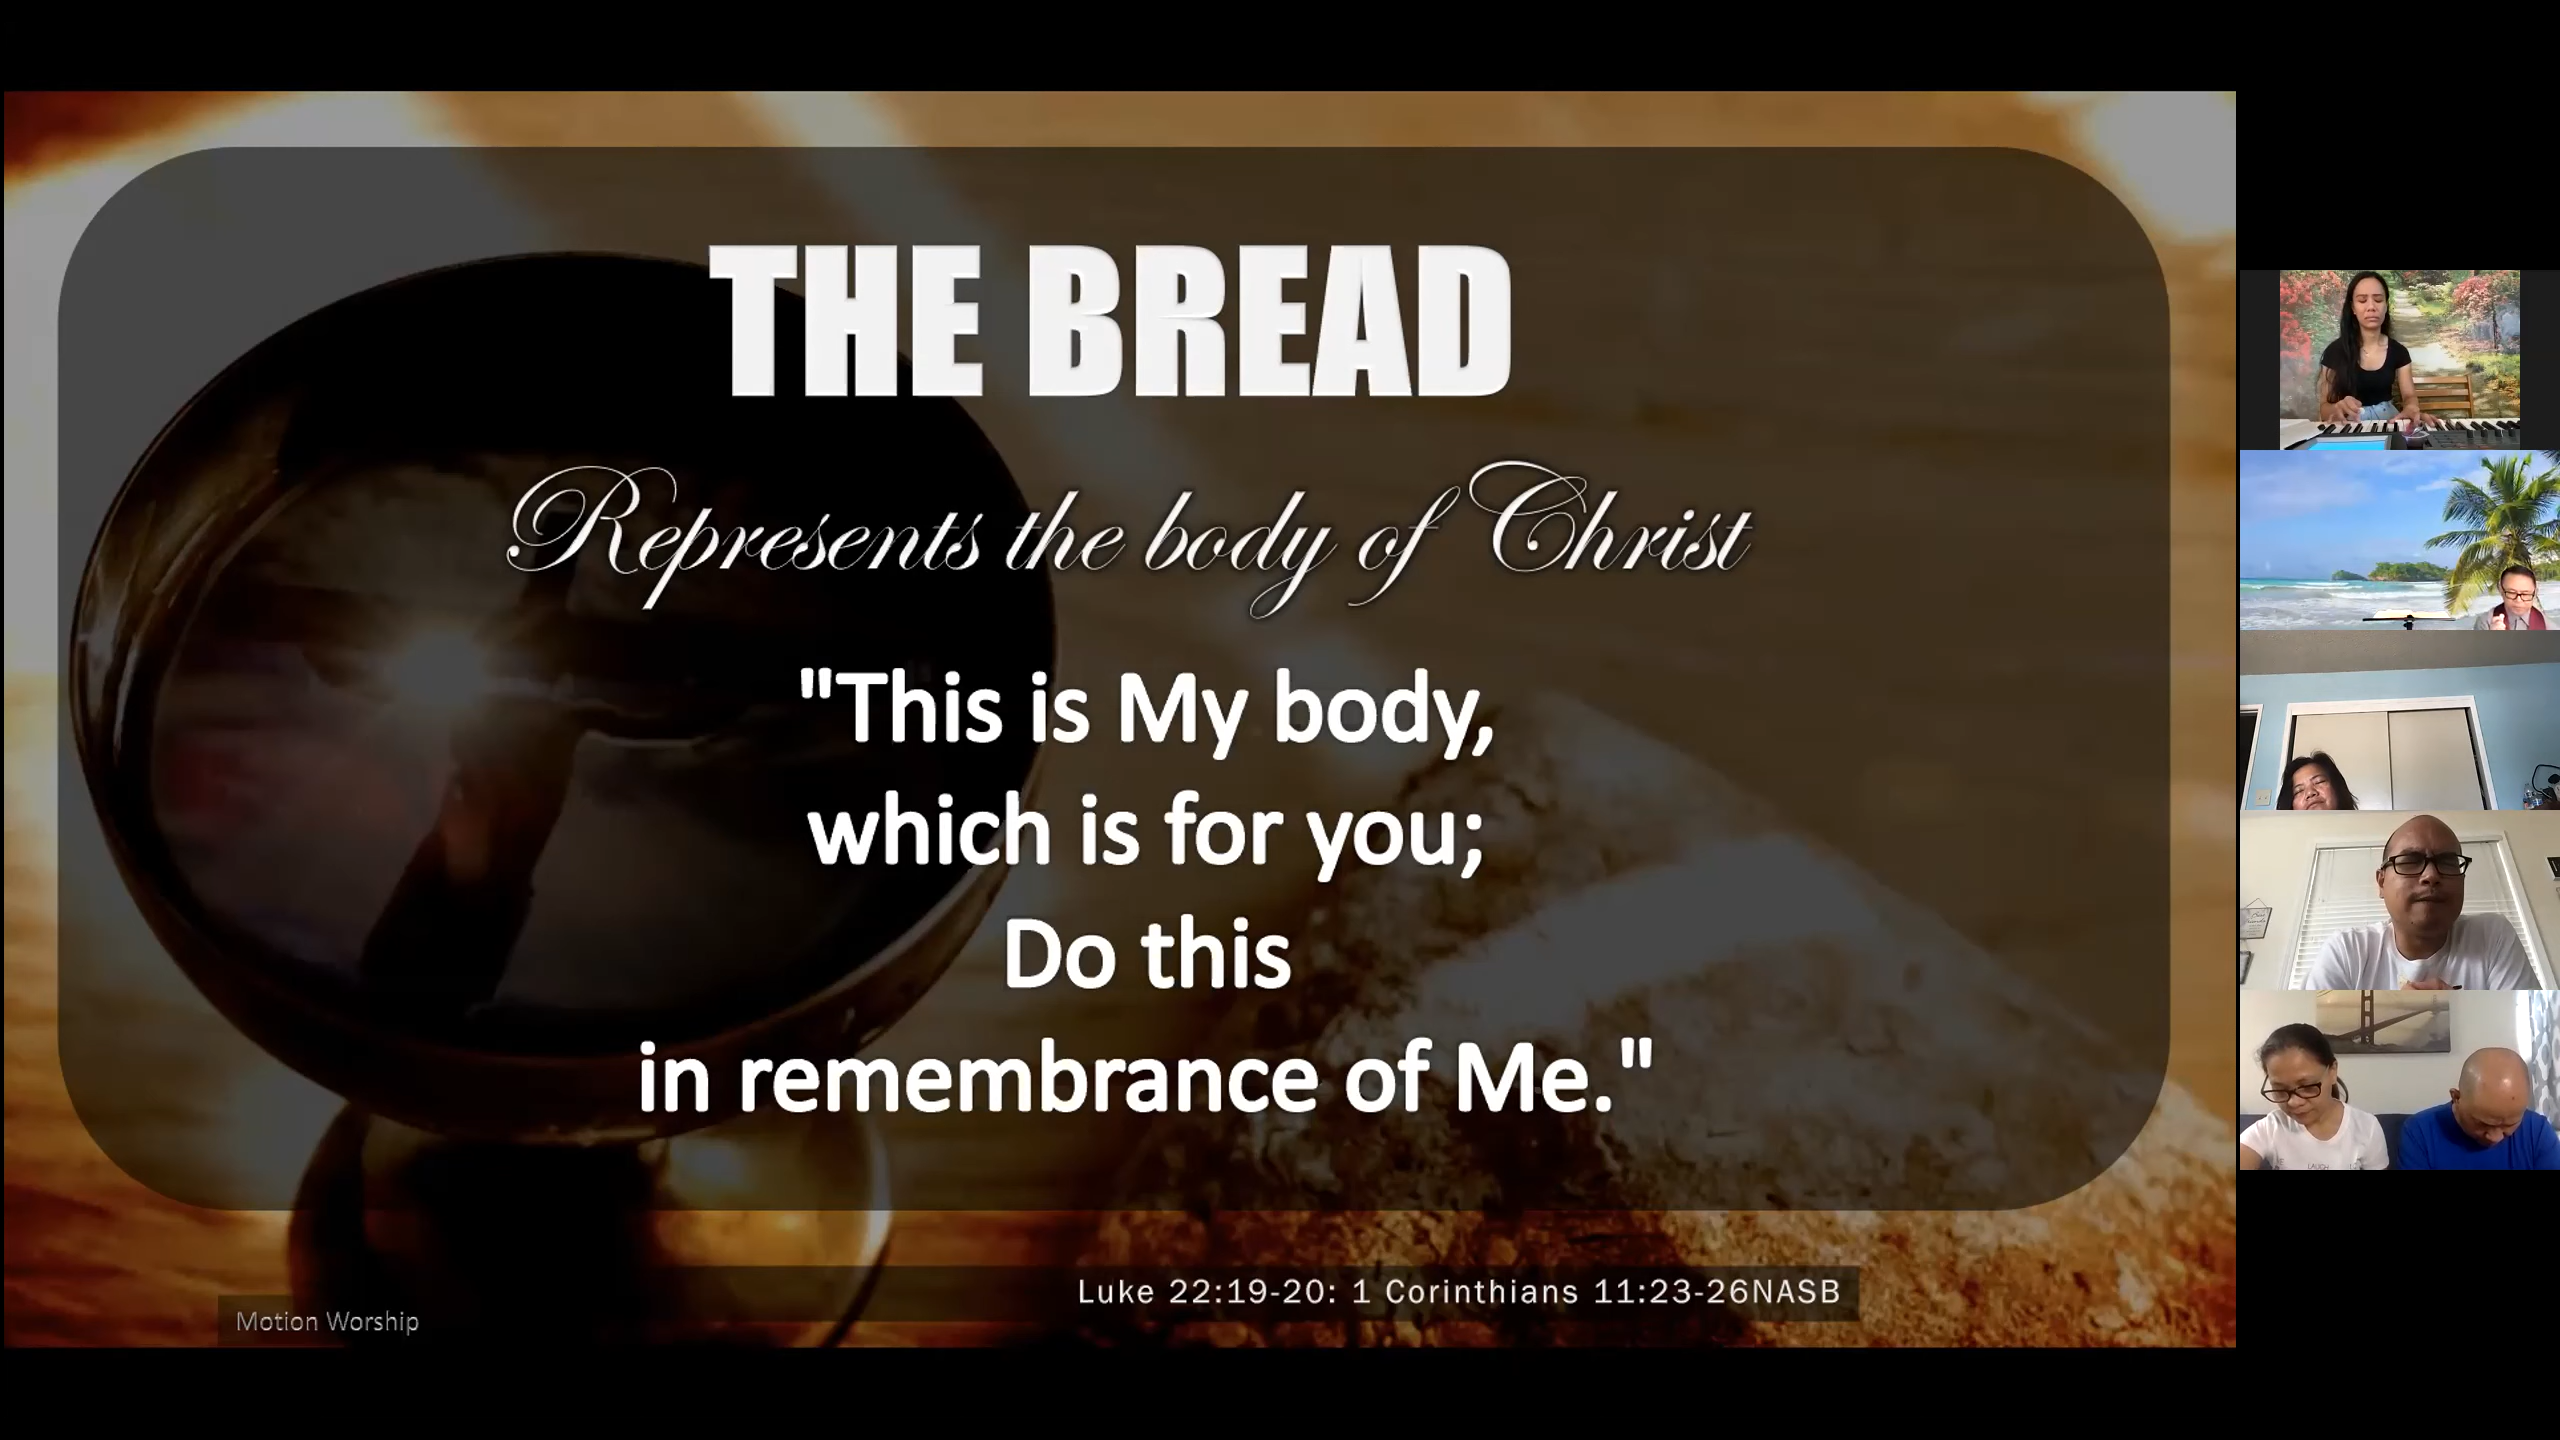 THE BREAD
Represents the body of Christ
"This is My body,
which is for you;
Do this
in remembrance of Me."
Luke 22:19-20: 1 Corinthians 11:23-26NASB
Motion Worship
LAUGH